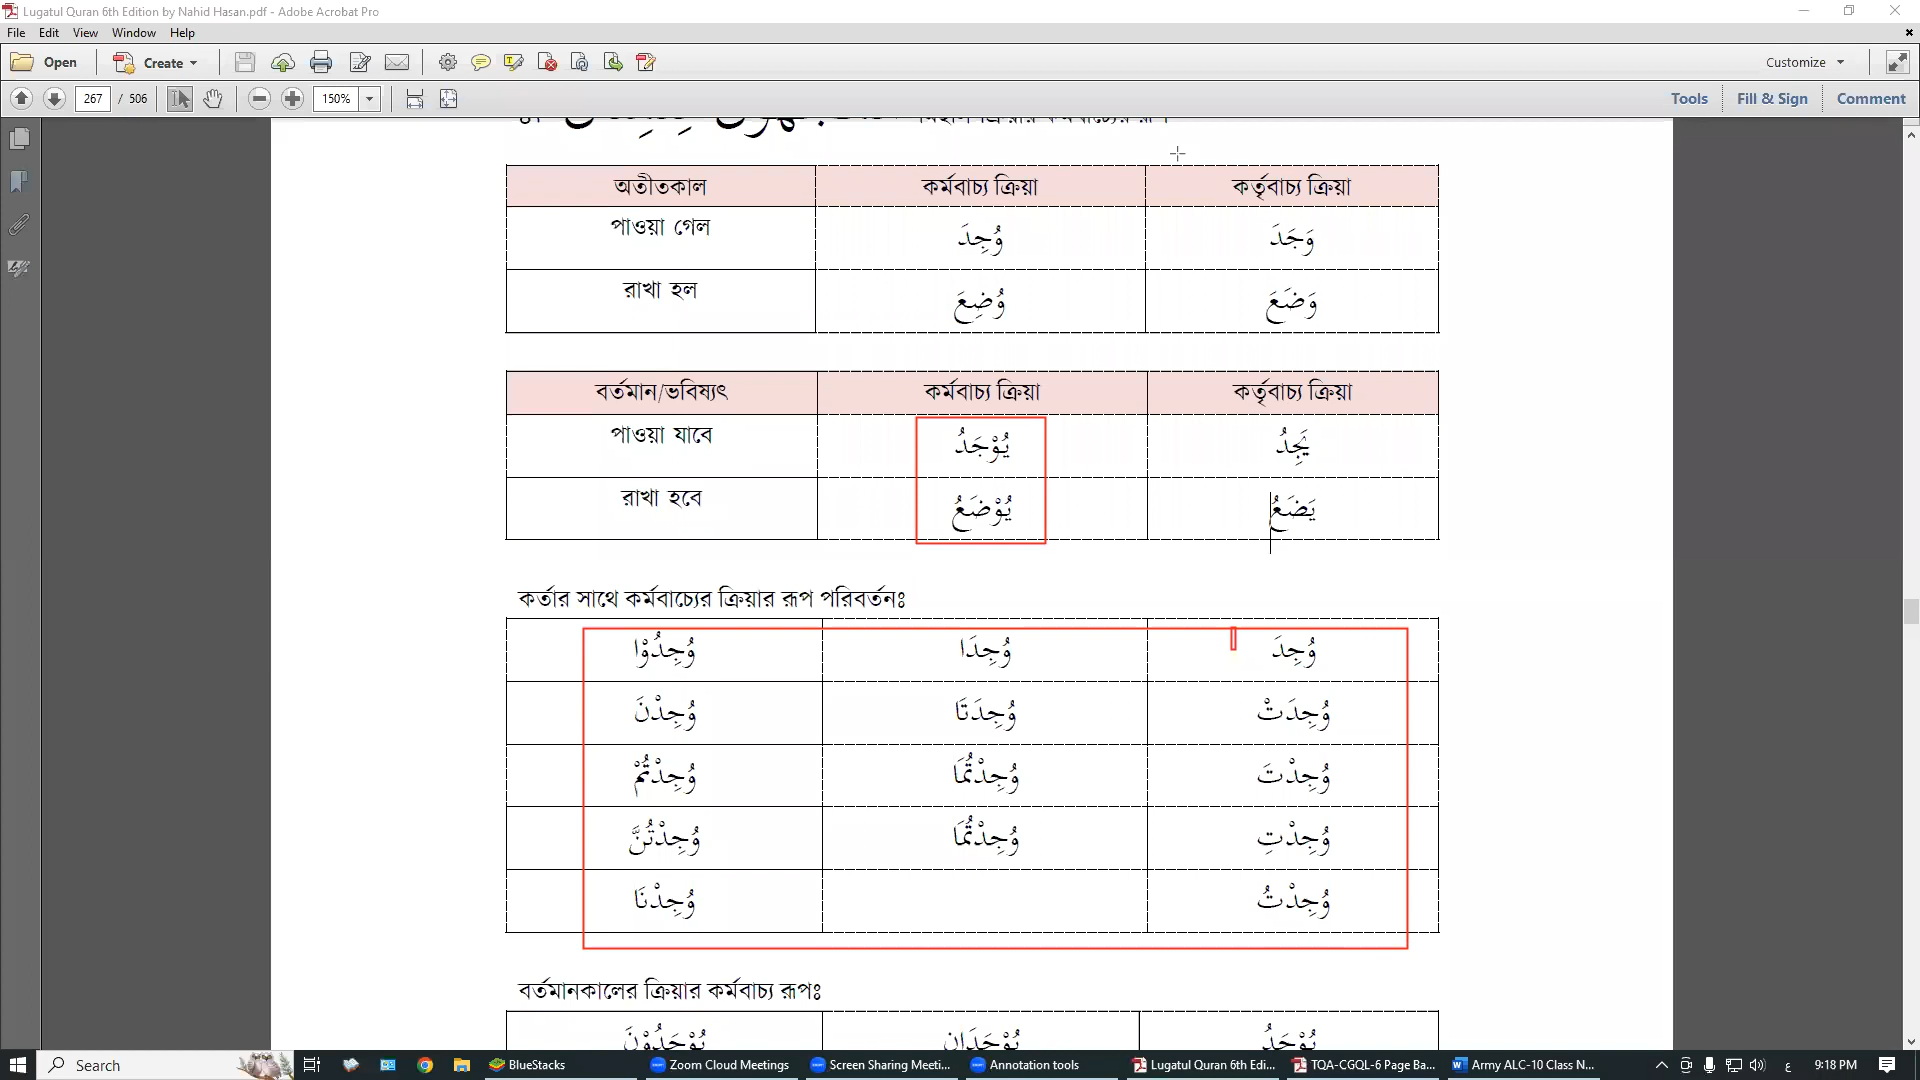 Lugatul Quran 6th Edition by Nahid Hasan.pdf - Adobe Acrobat Pro
File Edit View Window Help
Open Create Customize
267 / 506 150% Tools Fill & Sign Comment
অতীতকাল কর্মবাচ্য ক্রিয়া কর্তৃবাচ্য ক্রিয়া
পাওয়া গেল وُجِدَ وَجَدَ
রাখা হল وُضِعَ وَضَعَ
বর্তমান/ভবিষ্যৎ কর্মবাচ্য ক্রিয়া কর্তৃবাচ্য ক্রিয়া
পাওয়া যাবে يُوْجَدُ يَجِدُ
রাখা হবে يُوْضَعُ يَضَعُ
কর্তার সাথে কর্মবাচ্যের ক্রিয়ার রূপ পরিবর্তনঃ
وُجِدُوْا وُجِدَا وُجِدَ
وُجِدْنَ وُجِدَتَا وُجِدَتْ
وُجِدْتُمْ وُجِدْتُمَا وُجِدْتَ
وُجِدْتُنَّ وُجِدْتُمَا وُجِدْتِ
وُجِدْنَا وُجِدْتُ
বর্তমানকালের ক্রিয়ার কর্মবাচ্য রূপঃ
يُوْجَدُوْنَ يُوْجَدَانِ يُوْجَدُ
Search BlueStacks Zoom Cloud Meetings Screen Sharing Meeti... Annotation tools Lugatul Quran 6th Editi... TQA-CGQL-6 Page Ba... Army ALC-10 Class N... ع 9:18 PM